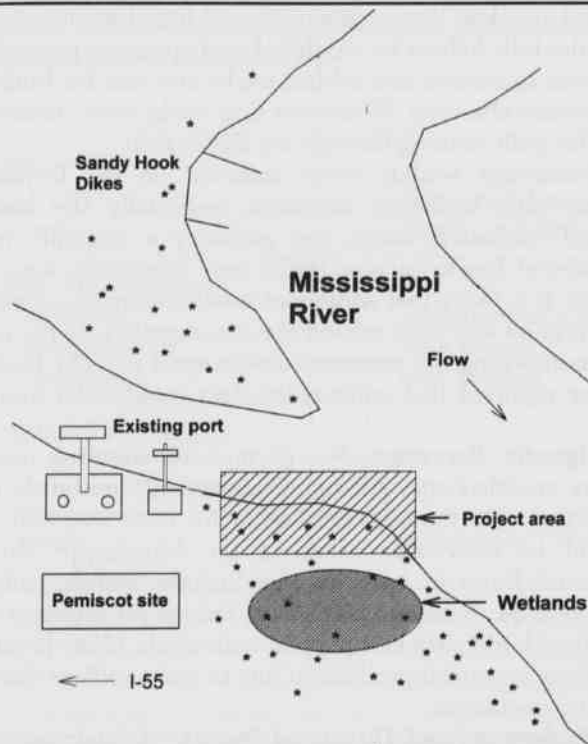 Sandy Hook
Dikes
Mississippi
River
Flow
Existing port
Project area
Pemiscot site
Wetlands
I-55